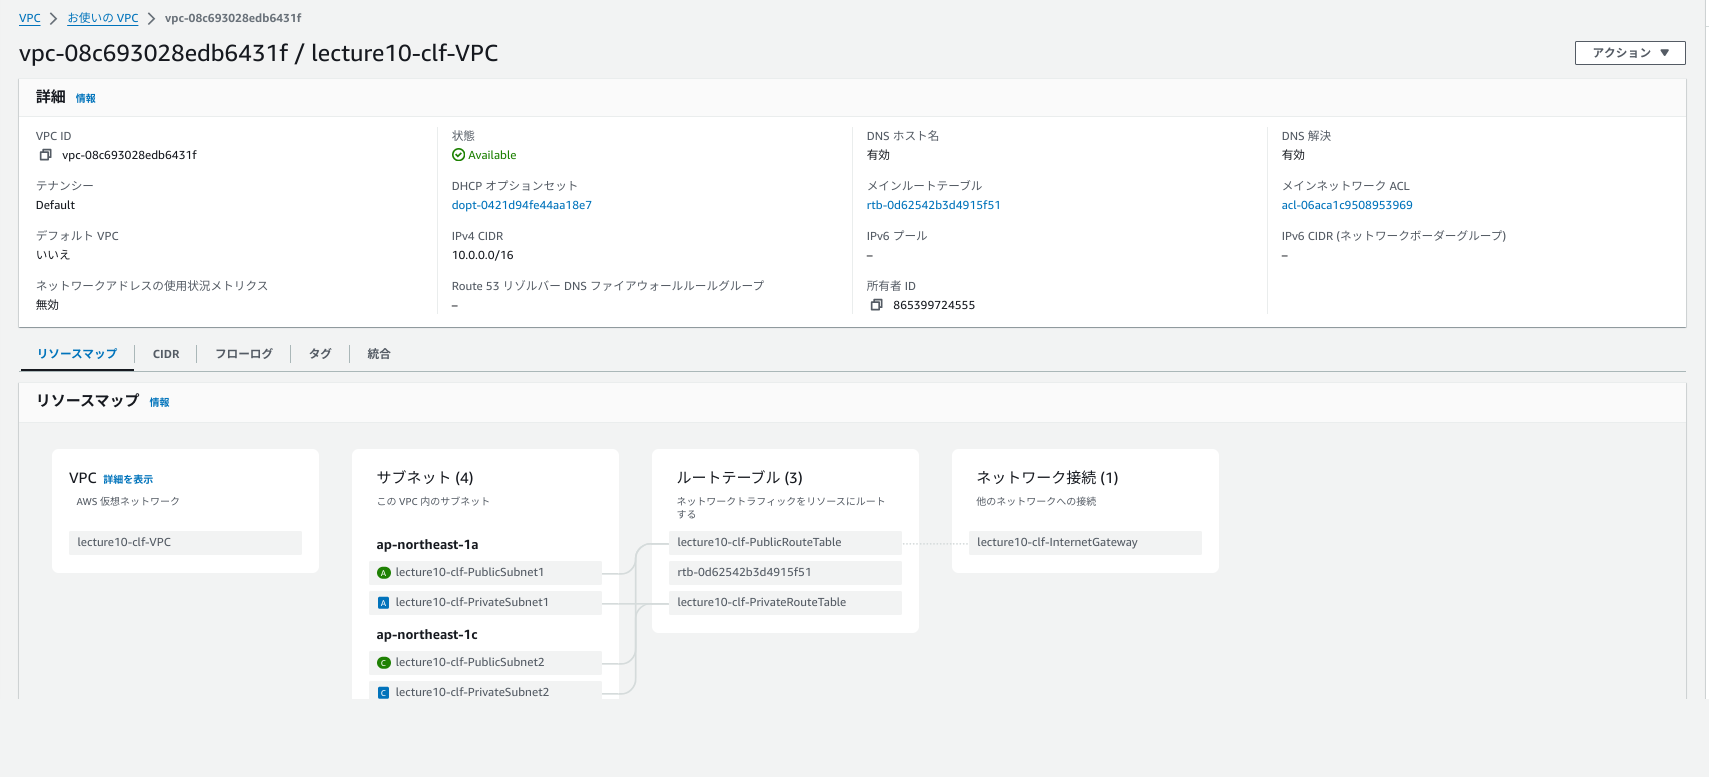 VPC > お使いの VPC > vpc-08c693028edb6431f
vpc-08c693028edb6431f / lecture10-clf-VPC
アクション ▼
詳細 情報
VPC ID
vpc-08c693028edb6431f
状態
Available
DNS ホスト名
有効
DNS 解決
有効
テナンシー
Default
DHCP オプションセット
dopt-0421d94fe44aa18e7
メインルートテーブル
rtb-0d62542b3d4915f51
メインネットワーク ACL
acl-06aca1c9508953969
デフォルト VPC
いいえ
IPv4 CIDR
10.0.0.0/16
IPv6 プール
–
IPv6 CIDR (ネットワークボーダーグループ)
–
ネットワークアドレスの使用状況メトリクス
無効
Route 53 リゾルバー DNS ファイアウォールルールグループ
–
所有者 ID
865399724555
リソースマップ CIDR フローログ タグ 統合
リソースマップ 情報
VPC 詳細を表示
AWS 仮想ネットワーク
lecture10-clf-VPC
サブネット (4)
この VPC 内のサブネット
ap-northeast-1a
A lecture10-clf-PublicSubnet1
A lecture10-clf-PrivateSubnet1
ap-northeast-1c
C lecture10-clf-PublicSubnet2
C lecture10-clf-PrivateSubnet2
ルートテーブル (3)
ネットワークトラフィックをリソースにルート
する
lecture10-clf-PublicRouteTable
rtb-0d62542b3d4915f51
lecture10-clf-PrivateRouteTable
ネットワーク接続 (1)
他のネットワークへの接続
lecture10-clf-InternetGateway